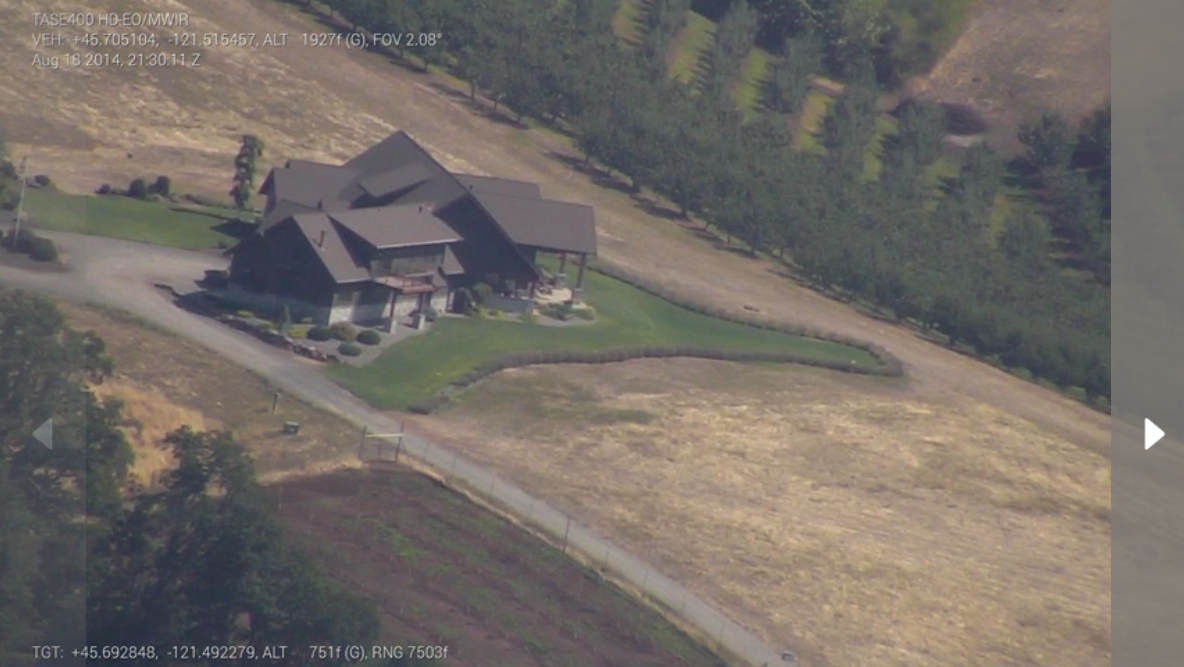 TASE400 HD-EO/MWIR
VEH: +45.705104, -121.515457, ALT 1927f (G), FOV 2.08°
Aug 18 2014, 21:30:11 Z
TGT: +45.692848, -121.492279, ALT 751f (G), RNG 7503f